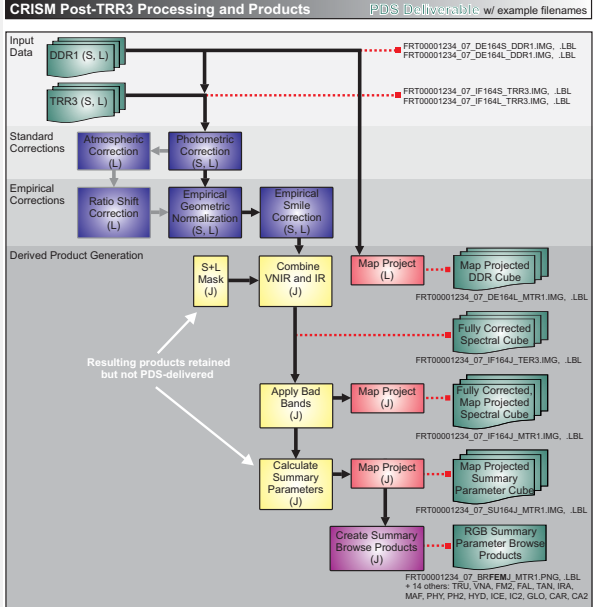 CRISM Post-TRR3 Processing and Products
PDS Deliverable w/ example filenames
Input
Data
DDR1 (S, L)
FRT00001234_07_DE164S_DDR1.IMG, .LBL
FRT00001234_07_DE164L_DDR1.IMG, .LBL
TRR3 (S, L)
FRT00001234_07_IF164S_TRR3.IMG, .LBL
FRT00001234_07_IF164L_TRR3.IMG, .LBL
Standard
Corrections
Atmospheric
Correction
(L)
Photometric
Correction
(S, L)
Empirical
Corrections
Ratio Shift
Correction
(L)
Empirical
Geometric
Normalization
(S, L)
Empirical
Smile
Correction
(S, L)
Derived Product Generation
S+L
Mask
(J)
Combine
VNIR and IR
(J)
Map Project
(L)
Map Projected
DDR Cube
FRT00001234_07_DE164L_MTR1.IMG, .LBL
Fully Corrected
Spectral Cube
FRT00001234_07_IF164J_TER3.IMG, .LBL
Resulting products retained
but not PDS-delivered
Apply Bad
Bands
(J)
Map Project
(J)
Fully Corrected,
Map Projected
Spectral Cube
FRT00001234_07_IF164J_MTR1.IMG, .LBL
Calculate
Summary
Parameters
(J)
Map Project
(J)
Map Projected
Summary
Parameter Cube
FRT00001234_07_SU164J_MTR1.IMG, .LBL
Create Summary
Browse Products
(J)
RGB Summary
Parameter Browse
Products
FRT00001234_07_BRFEMJ_MTR1.PNG, .LBL
+ 14 others: TRU, VNA, FM2, FAL, TAN, IRA,
MAF, PHY, PH2, HYD, ICE, IC2, GLO, CAR, CA2